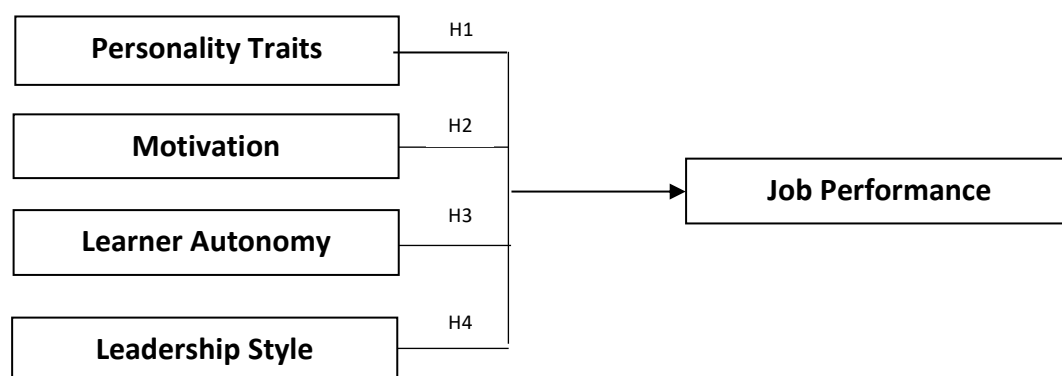 H1
Personality Traits
H2
Motivation
Job Performance
H3
Learner Autonomy
H4
Leadership Style